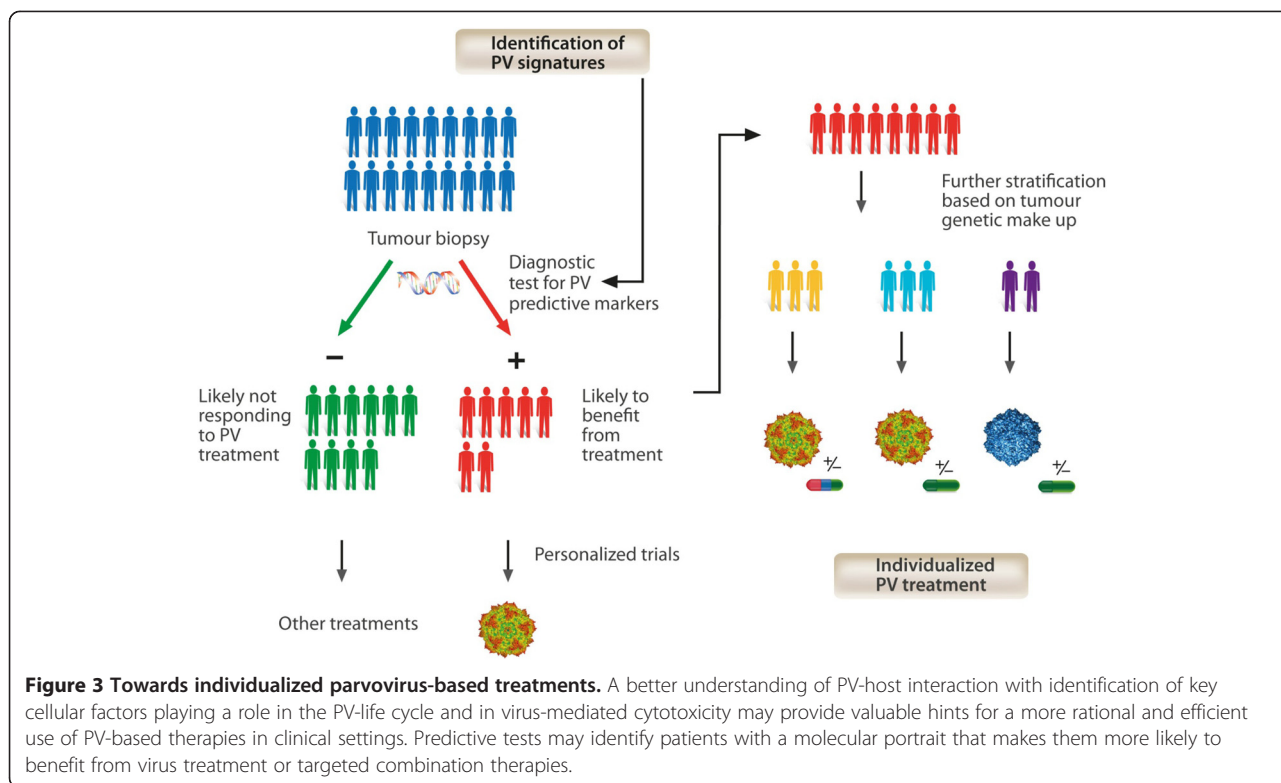 Identification of
PV signatures
Tumour biopsy
Diagnostic
test for PV
predictive markers
–
+
Likely not
responding
to PV
treatment
Likely to
benefit
from
treatment
Personalized trials
Other treatments
Further stratification
based on tumour
genetic make up
+/–
+/–
+/–
Individualized
PV treatment
Figure 3 Towards individualized parvovirus-based treatments. A better understanding of PV-host interaction with identification of key
cellular factors playing a role in the PV-life cycle and in virus-mediated cytotoxicity may provide valuable hints for a more rational and efficient
use of PV-based therapies in clinical settings. Predictive tests may identify patients with a molecular portrait that makes them more likely to
benefit from virus treatment or targeted combination therapies.